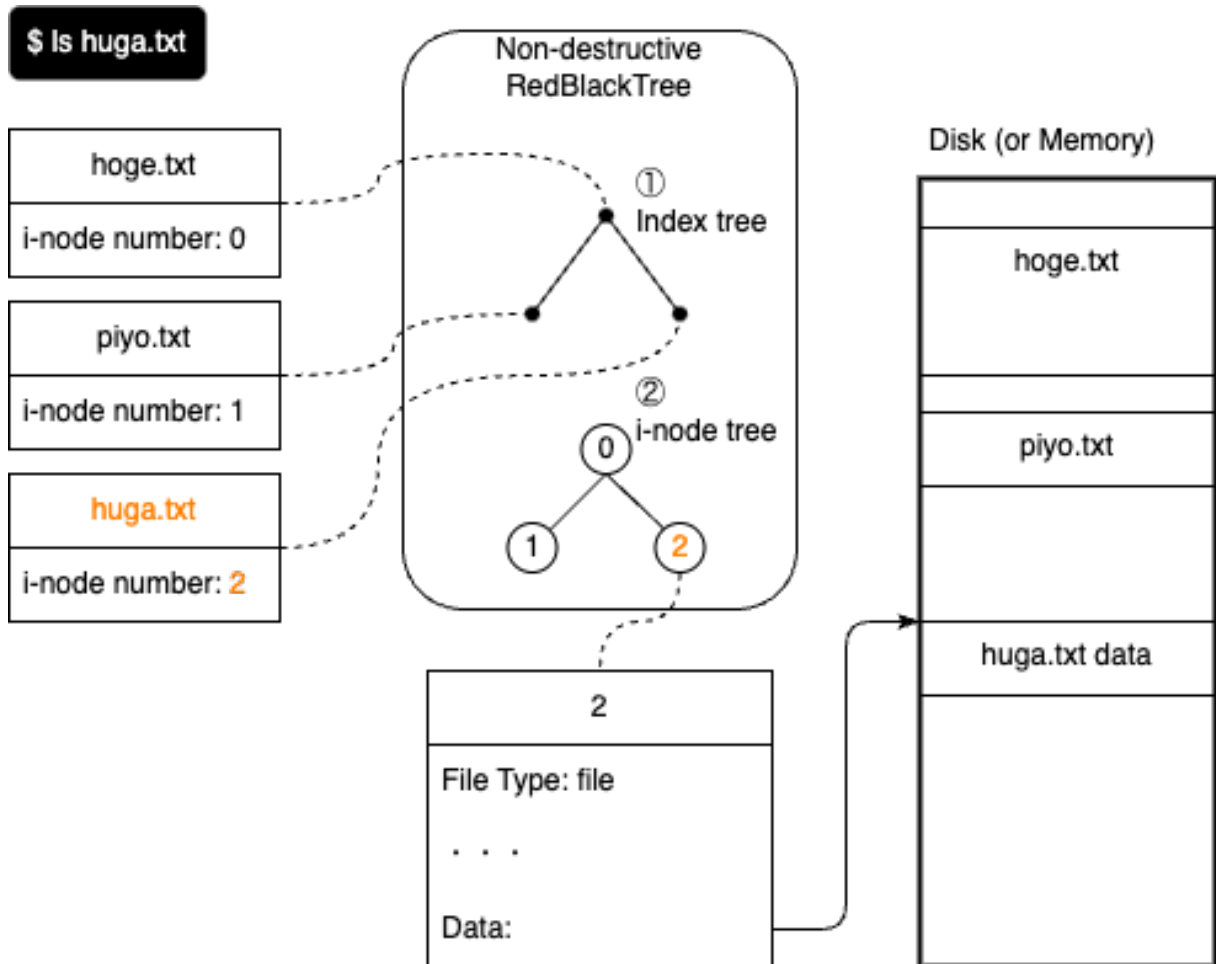 $ ls huga.txt
Non-destructive
RedBlackTree
hoge.txt
i-node number: 0
piyo.txt
i-node number: 1
huga.txt
i-node number: 2
①
Index tree
②
i-node tree
0
1
2
2
File Type: file
. . .
Data:
Disk (or Memory)
hoge.txt
piyo.txt
huga.txt data